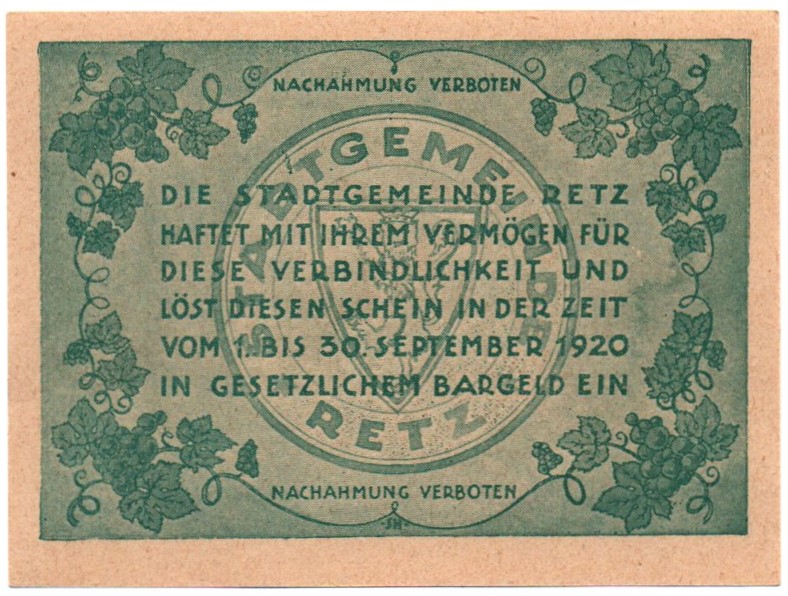 NACHAHMUNG VERBOTEN
STADTGEMEINDE
RETZ
DIE STADTGEMEINDE RETZ
HAFTET MIT IHREM VERMÖGEN FÜR
DIESE VERBINDLICHKEIT UND
LÖST DIESEN SCHEIN IN DER ZEIT
VOM 1. BIS 30. SEPTEMBER 1920
IN GESETZLICHEM BARGELD EIN
NACHAHMUNG VERBOTEN